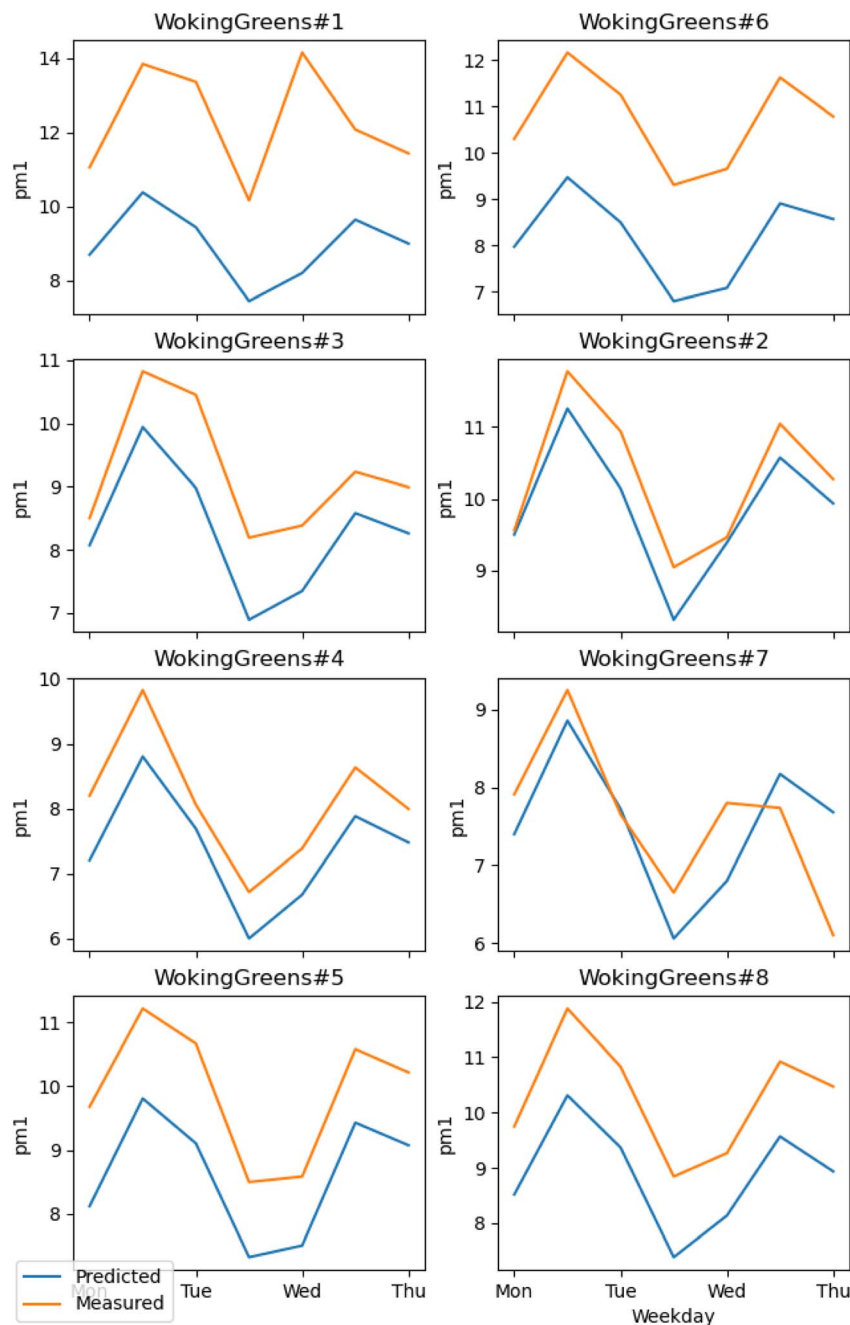 WokingGreens#1
14
12
10
8
pm1
WokingGreens#6
12
11
10
9
8
7
pm1
WokingGreens#3
11
10
9
8
7
pm1
WokingGreens#2
11
10
9
pm1
WokingGreens#4
10
9
8
7
6
pm1
WokingGreens#7
9
8
7
6
pm1
WokingGreens#5
11
10
9
8
pm1
Mon Tue Wed Thu
WokingGreens#8
12
11
10
9
8
pm1
Mon Tue Wed Thu
Weekday
Predicted
Measured